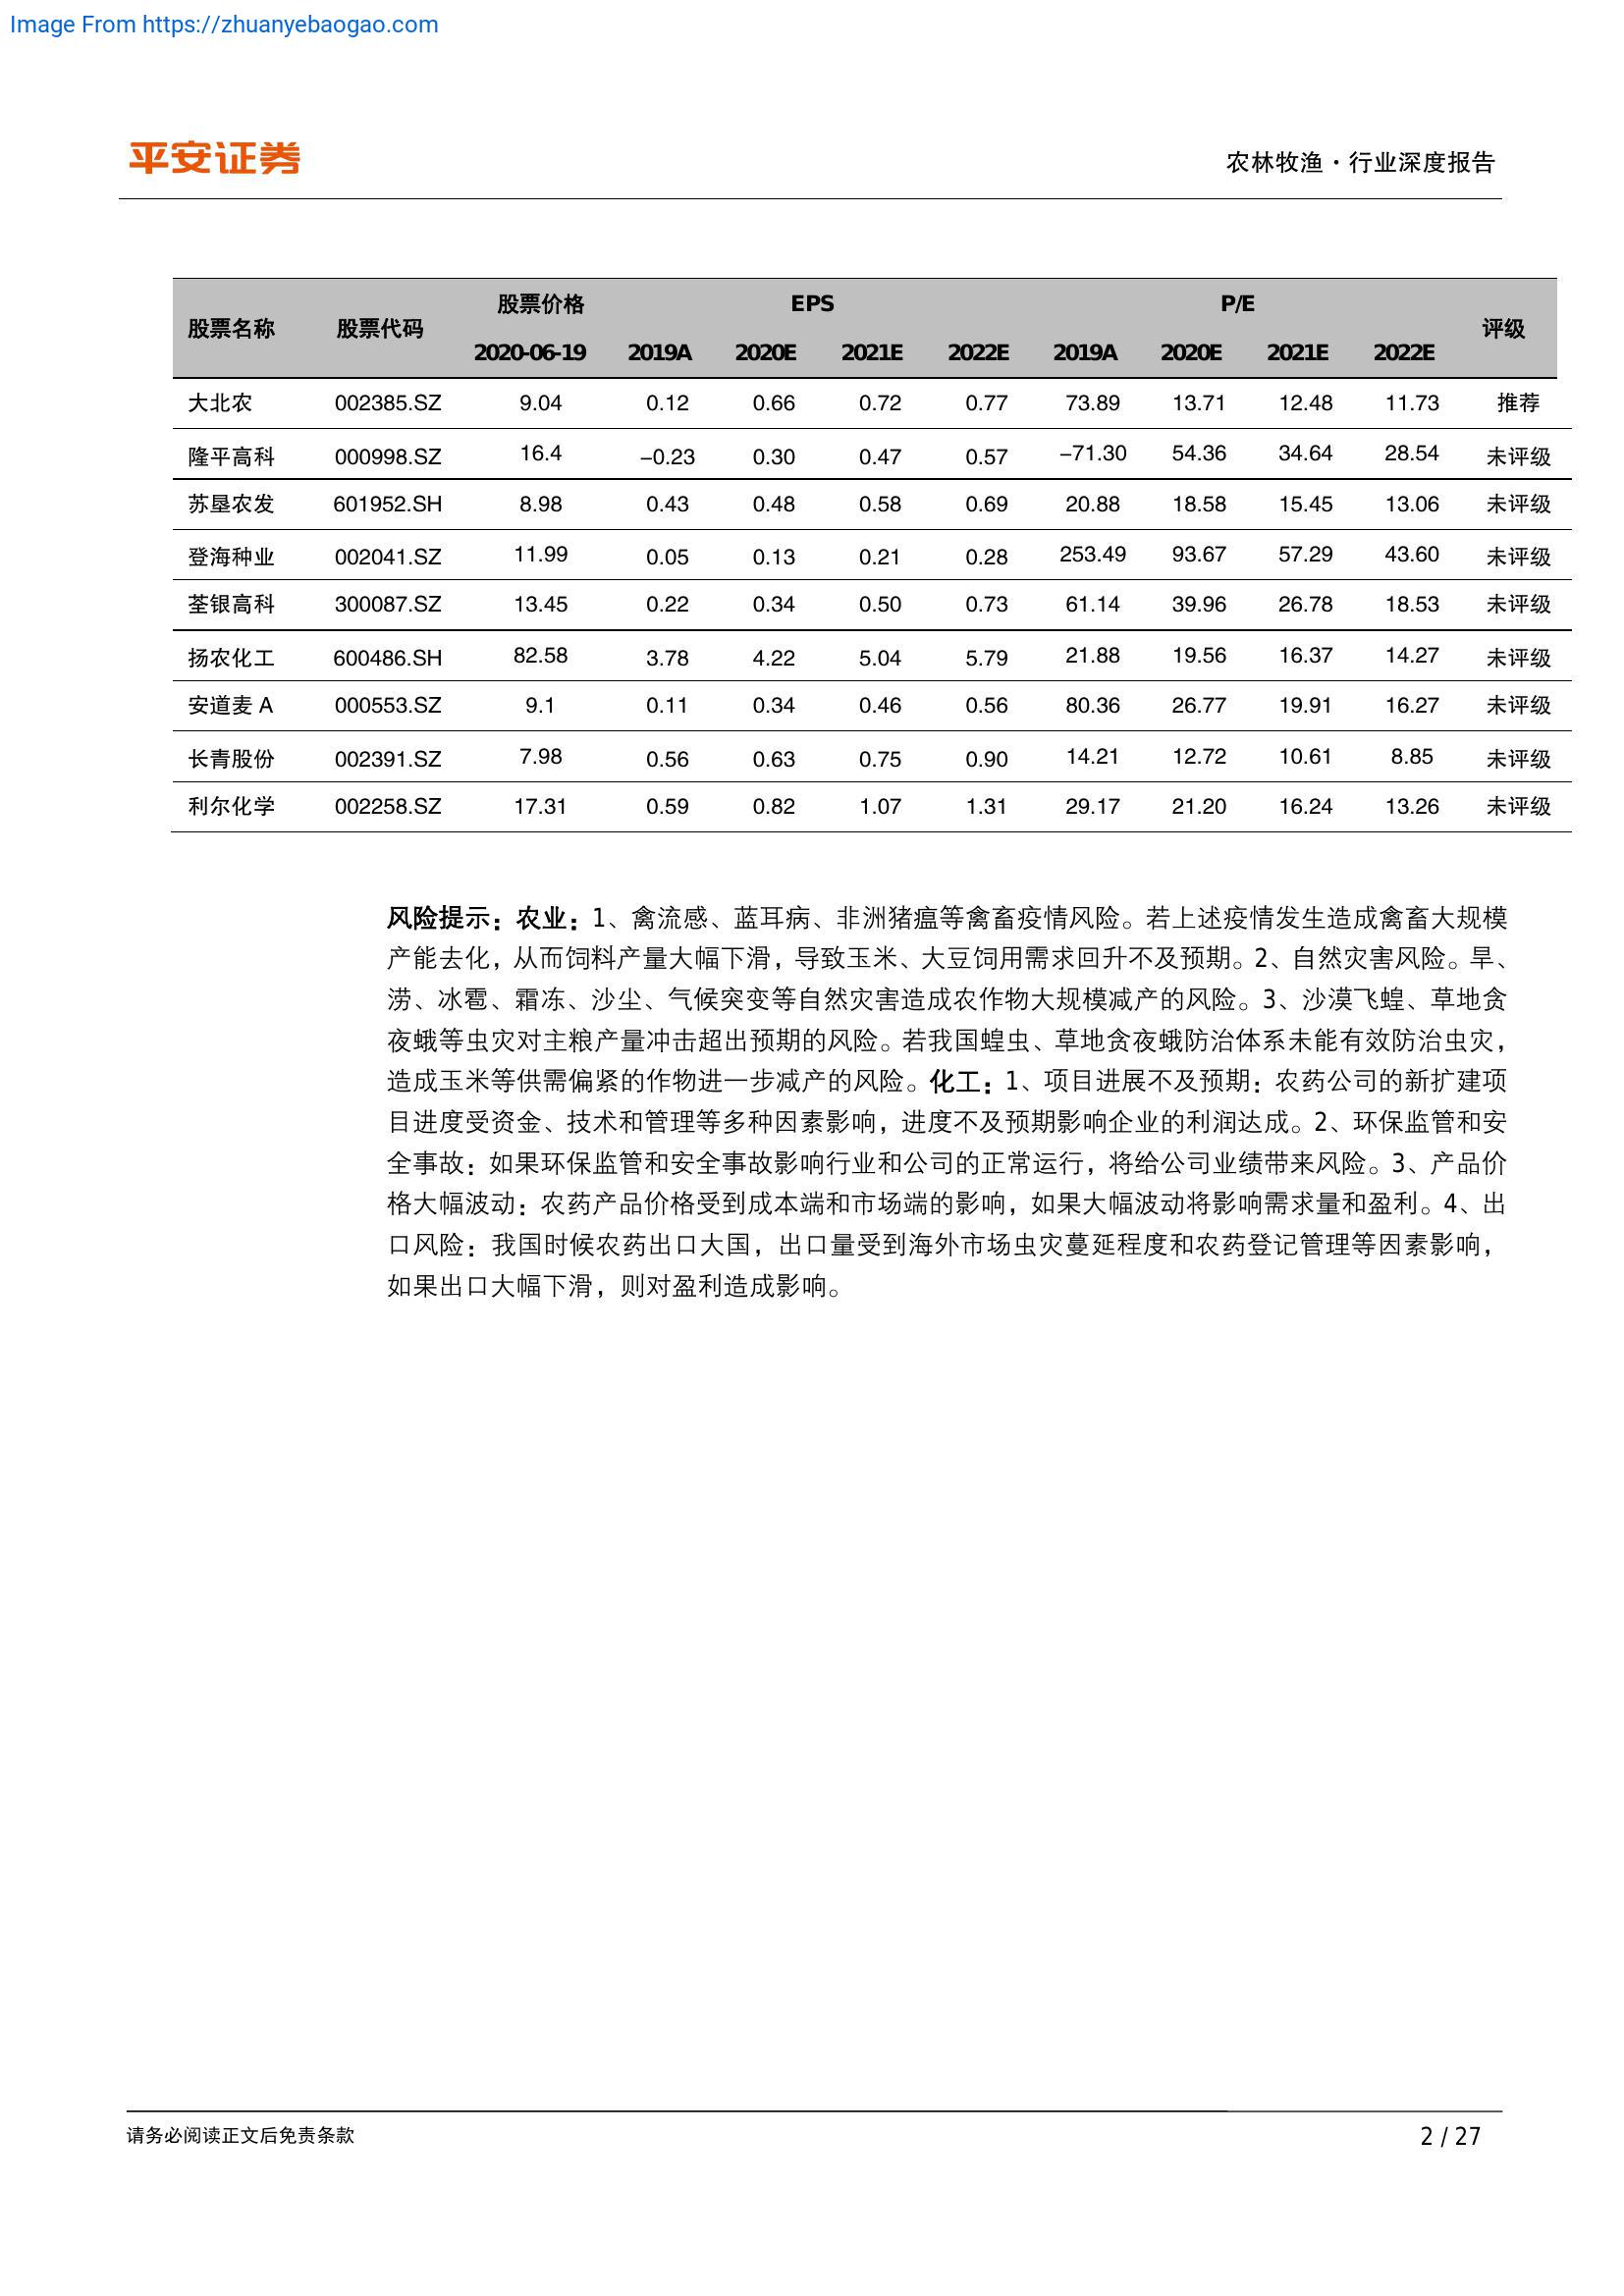 Image From https://zhuanyebaogao.com
平安证券
农林牧渔·行业深度报告
股票名称 股票代码 股票价格 EPS P/E 评级
2020-06-19 2019A 2020E 2021E 2022E 2019A 2020E 2021E 2022E
大北农 002385.SZ 9.04 0.12 0.66 0.72 0.77 73.89 13.71 12.48 11.73 推荐
隆平高科 000998.SZ 16.4 -0.23 0.30 0.47 0.57 -71.30 54.36 34.64 28.54 未评级
苏垦农发 601952.SH 8.98 0.43 0.48 0.58 0.69 20.88 18.58 15.45 13.06 未评级
登海种业 002041.SZ 11.99 0.05 0.13 0.21 0.28 253.49 93.67 57.29 43.60 未评级
荃银高科 300087.SZ 13.45 0.22 0.34 0.50 0.73 61.14 39.96 26.78 18.53 未评级
扬农化工 600486.SH 82.58 3.78 4.22 5.04 5.79 21.88 19.56 16.37 14.27 未评级
安道麦 A 000553.SZ 9.1 0.11 0.34 0.46 0.56 80.36 26.77 19.91 16.27 未评级
长青股份 002391.SZ 7.98 0.56 0.63 0.75 0.90 14.21 12.72 10.61 8.85 未评级
利尔化学 002258.SZ 17.31 0.59 0.82 1.07 1.31 29.17 21.20 16.24 13.26 未评级
风险提示：农业：1、禽流感、蓝耳病、非洲猪瘟等禽畜疫情风险。若上述疫情发生造成禽畜大规模
产能去化，从而饲料产量大幅下滑，导致玉米、大豆饲用需求回升不及预期。2、自然灾害风险。旱、
涝、冰雹、霜冻、沙尘、气候突变等自然灾害造成农作物大规模减产的风险。3、沙漠飞蝗、草地贪
夜蛾等虫灾对主粮产量冲击超出预期的风险。若我国蝗虫、草地贪夜蛾防治体系未能有效防治虫灾，
造成玉米等供需偏紧的作物进一步减产的风险。化工：1、项目进展不及预期：农药公司的新扩建项
目进度受资金、技术和管理等多种因素影响，进度不及预期影响企业的利润达成。2、环保监管和安
全事故：如果环保监管和安全事故影响行业和公司的正常运行，将给公司业绩带来风险。3、产品价
格大幅波动：农药产品价格受到成本端和市场端的影响，如果大幅波动将影响需求量和盈利。4、出
口风险：我国时候农药出口大国，出口量受到海外市场虫灾蔓延程度和农药登记管理等因素影响，
如果出口大幅下滑，则对盈利造成影响。
请务必阅读正文后免责条款
2 / 27